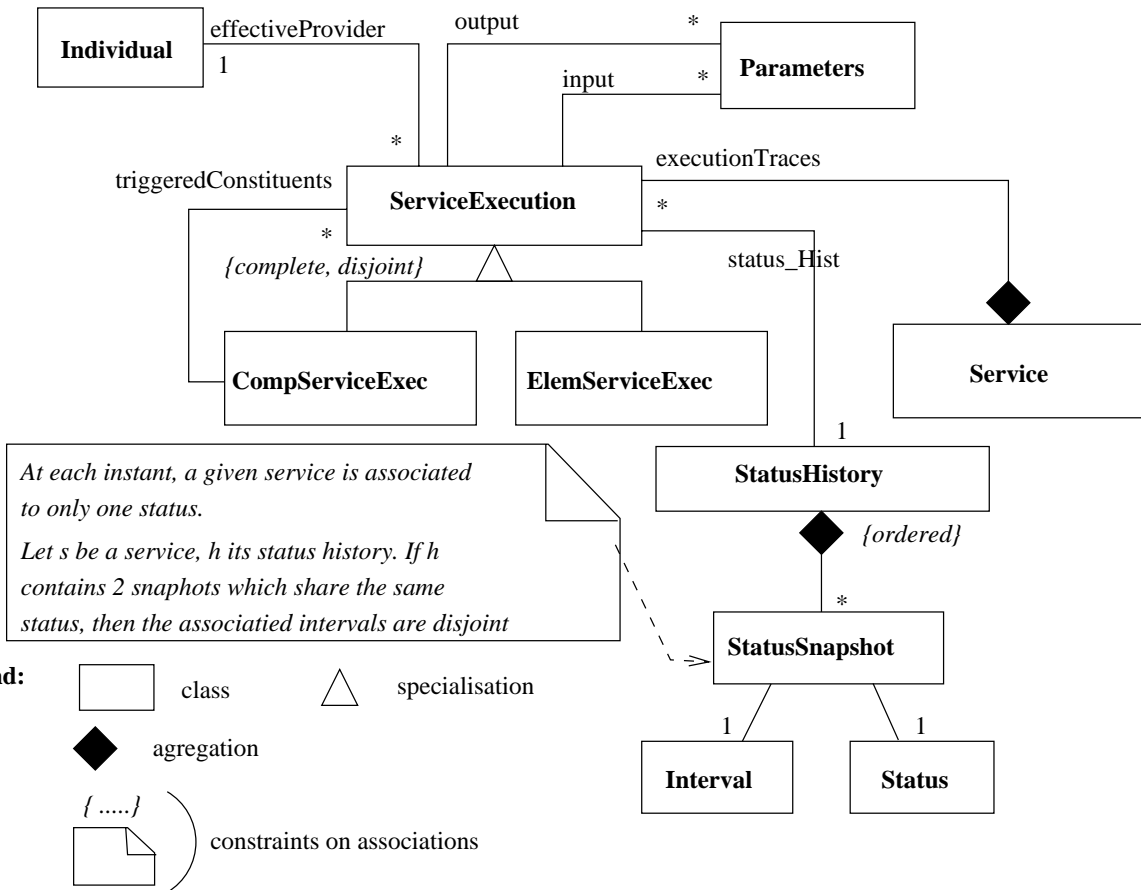 Individual
effectiveProvider
1
*
output
*
input
*
Parameters
triggeredConstituents
*
ServiceExecution
executionTraces
*
{complete, disjoint}
status_Hist
CompServiceExec
ElemServiceExec
Service
1
StatusHistory
{ordered}
*
At each instant, a given service is associated
to only one status.
Let s be a service, h its status history. If h
contains 2 snaphots which share the same
status, then the associatied intervals are disjoint
StatusSnapshot
1
1
Interval
Status
nd:
class
specialisation
agregation
{ .....}
constraints on associations